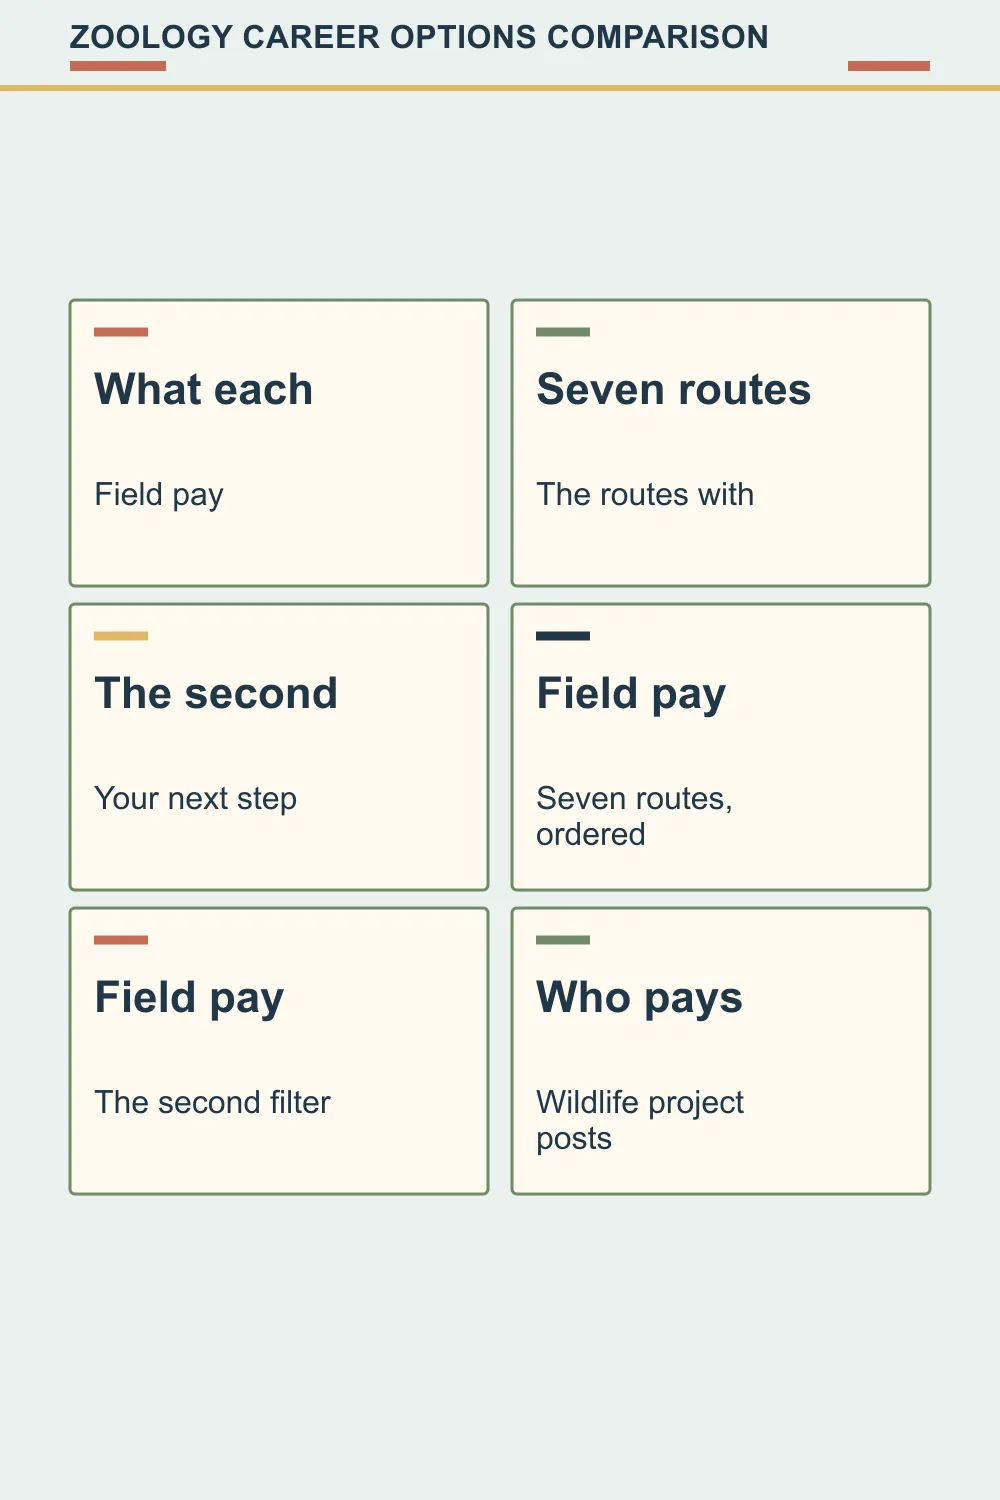 ZOOLOGY CAREER OPTIONS COMPARISON
What each
Field pay
Seven routes
The routes with
The second
Your next step
Field pay
Seven routes,
ordered
Field pay
The second filter
Who pays
Wildlife project
posts